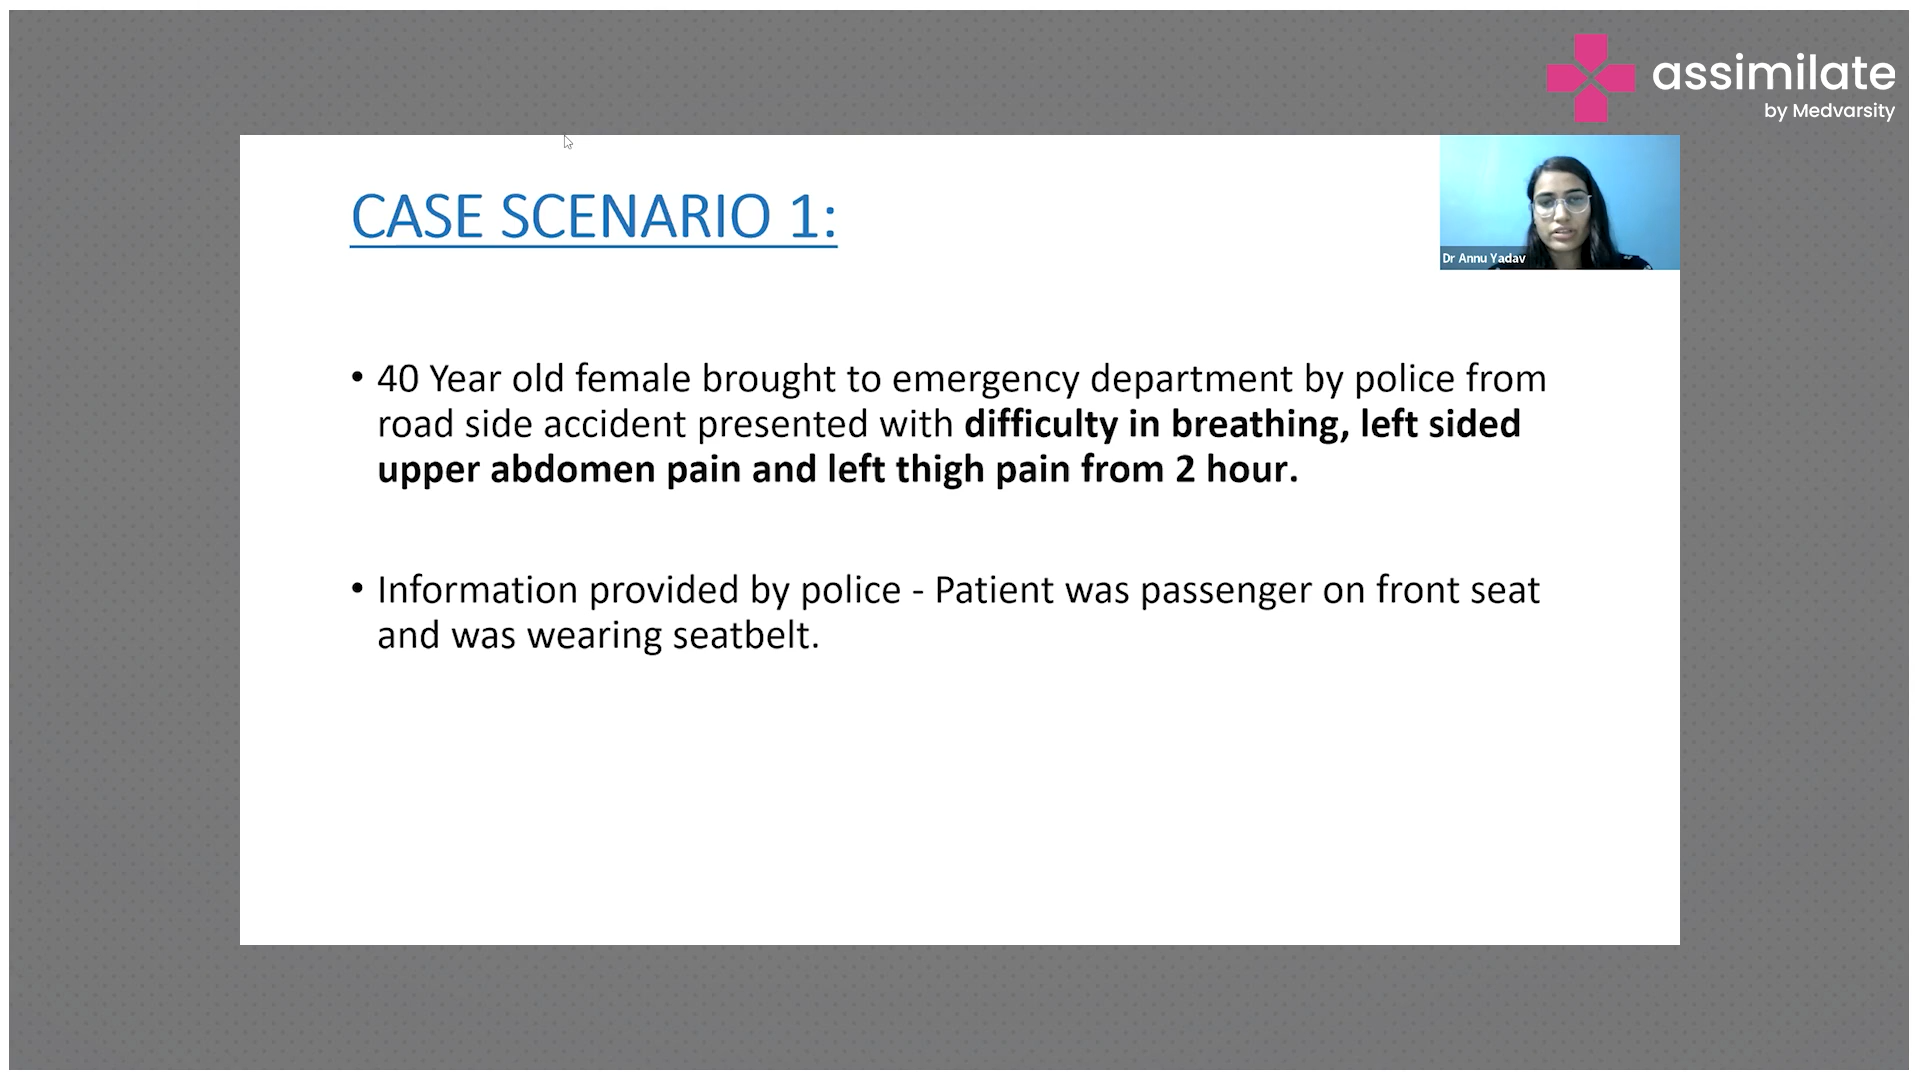 assimilate
by Medvarsity
CASE SCENARIO 1:
Dr Annu Yadav
• 40 Year old female brought to emergency department by police from
road side accident presented with difficulty in breathing, left sided
upper abdomen pain and left thigh pain from 2 hour.
• Information provided by police - Patient was passenger on front seat
and was wearing seatbelt.